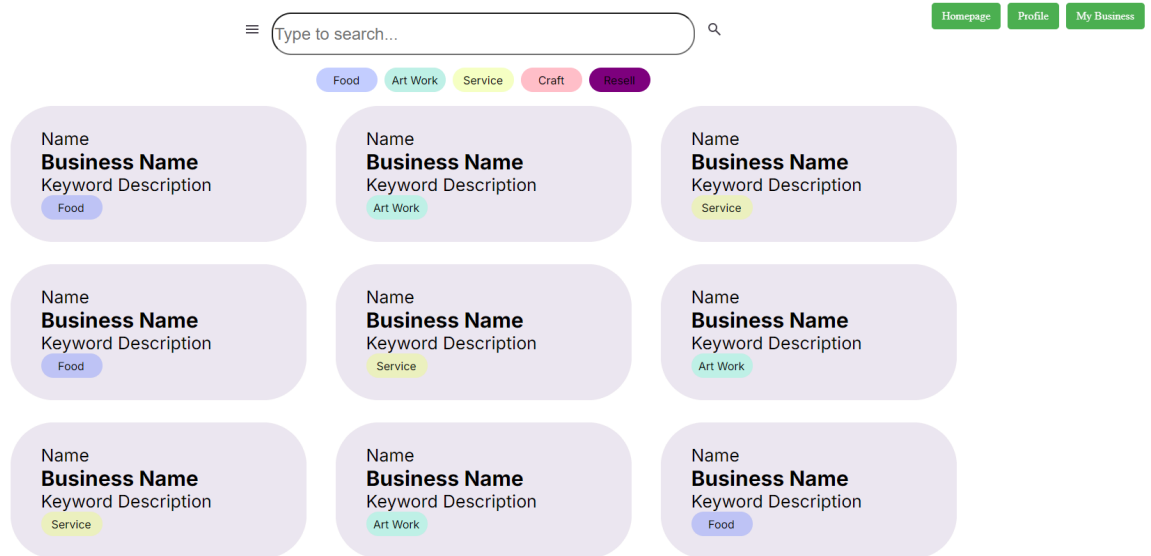 Homepage Profile My Business
Type to search...
Food Art Work Service Craft Resell
Name
Business Name
Keyword Description
Food
Name
Business Name
Keyword Description
Art Work
Name
Business Name
Keyword Description
Service
Name
Business Name
Keyword Description
Food
Name
Business Name
Keyword Description
Service
Name
Business Name
Keyword Description
Art Work
Name
Business Name
Keyword Description
Service
Name
Business Name
Keyword Description
Art Work
Name
Business Name
Keyword Description
Food